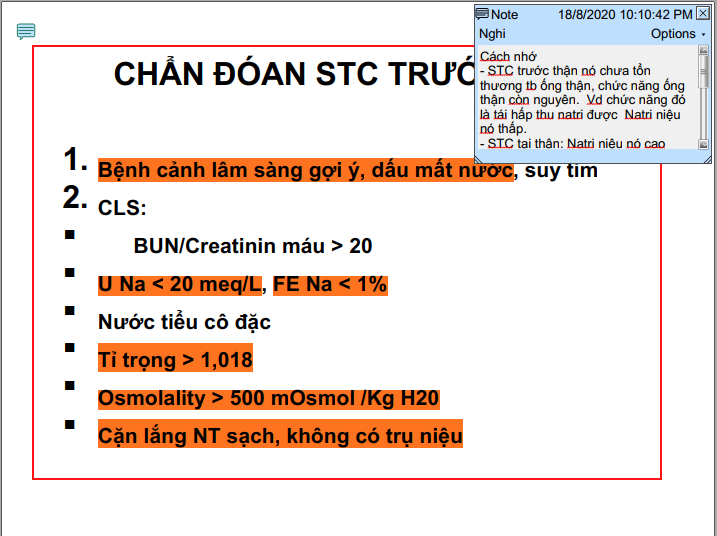 Note 18/8/2020 10:10:42 PM
Nghi Options
Cách nhớ
- STC trước thận nó chưa tổn
thương tb ống thận, chức năng ống
thận còn nguyên. Vd chức năng đó
là tái hấp thu natri được Natri niệu
nó thấp.
- STC tại thận: Natri niệu nó cao
CHẨN ĐÓAN STC TRƯỚ
1. Bệnh cảnh lâm sàng gợi ý, dấu mất nước, suy tim
2. CLS:
▪ BUN/Creatinin máu > 20
▪ U Na < 20 meq/L, FE Na < 1%
▪ Nước tiểu cô đặc
▪ Tỉ trọng > 1,018
▪ Osmolality > 500 mOsmol /Kg H20
▪ Cặn lắng NT sạch, không có trụ niệu